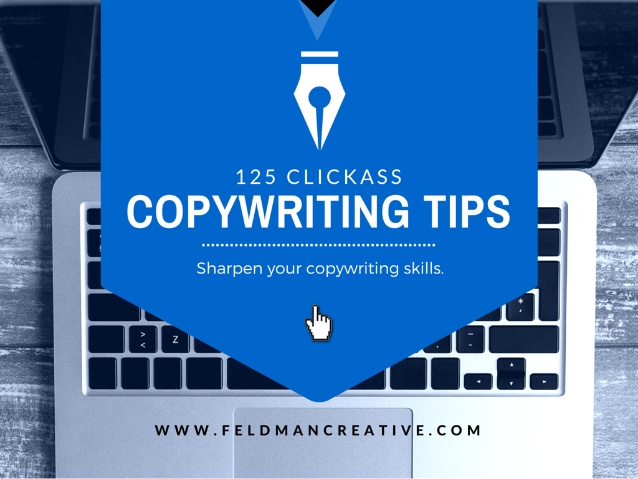 125 CLICKASS
COPYWRITING TIPS
Sharpen your copywriting skills.
> <
Z
* '
– -
WWW.FELDMANCREATIVE.COM